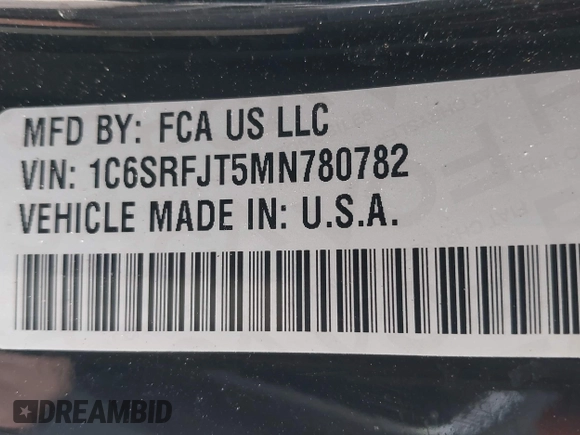 MFD BY: FCA US LLC
VIN: 1C6SRFJT5MN780782
VEHICLE MADE IN: U.S.A.
DREAMBID